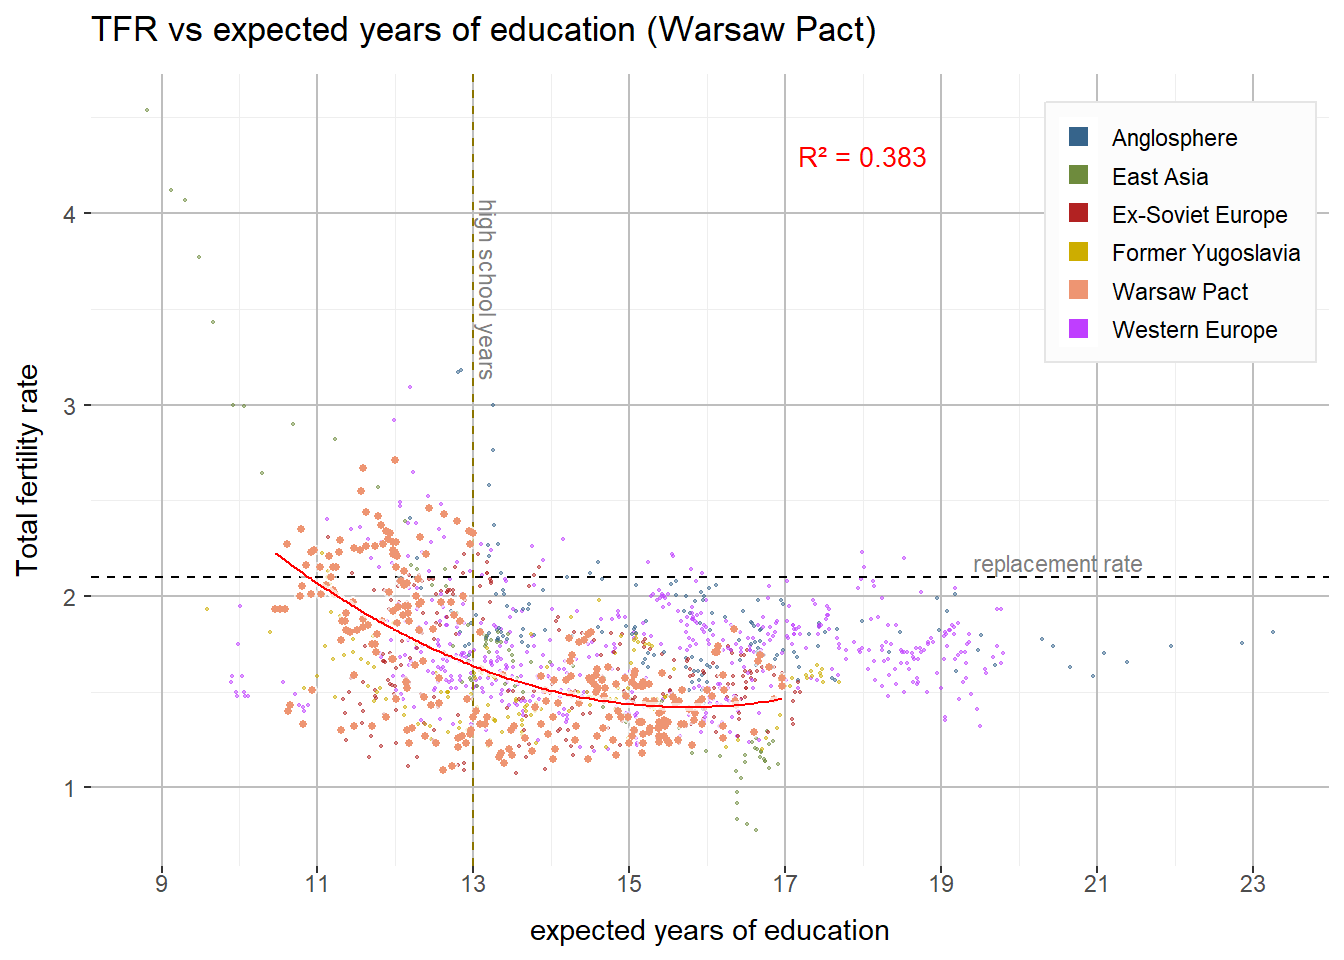 TFR vs expected years of education (Warsaw Pact)
R² = 0.383
Anglosphere
East Asia
Ex-Soviet Europe
Former Yugoslavia
Warsaw Pact
Western Europe
high school years
replacement rate
Total fertility rate
4
3
2
1
9 11 13 15 17 19 21 23
expected years of education